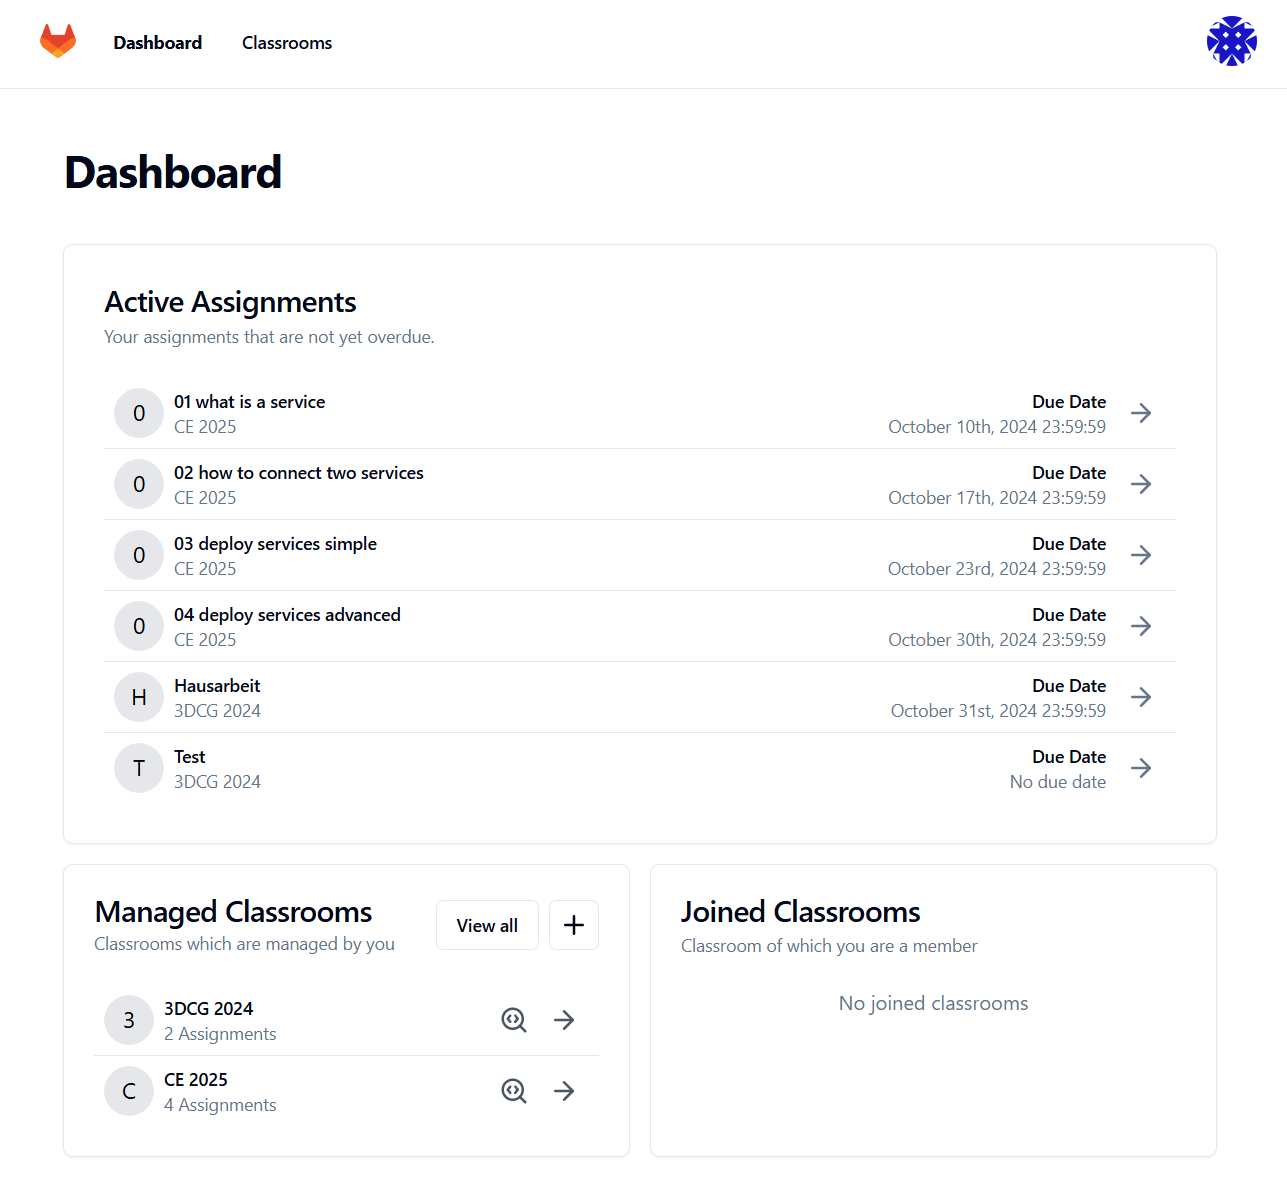 Dashboard
Classrooms
Dashboard
Active Assignments
Your assignments that are not yet overdue.
0
01 what is a service
CE 2025
Due Date
October 10th, 2024 23:59:59
0
02 how to connect two services
CE 2025
Due Date
October 17th, 2024 23:59:59
0
03 deploy services simple
CE 2025
Due Date
October 23rd, 2024 23:59:59
0
04 deploy services advanced
CE 2025
Due Date
October 30th, 2024 23:59:59
H
Hausarbeit
3DCG 2024
Due Date
October 31st, 2024 23:59:59
T
Test
3DCG 2024
Due Date
No due date
Managed Classrooms
Classrooms which are managed by you
View all
3
3DCG 2024
2 Assignments
C
CE 2025
4 Assignments
Joined Classrooms
Classroom of which you are a member
No joined classrooms